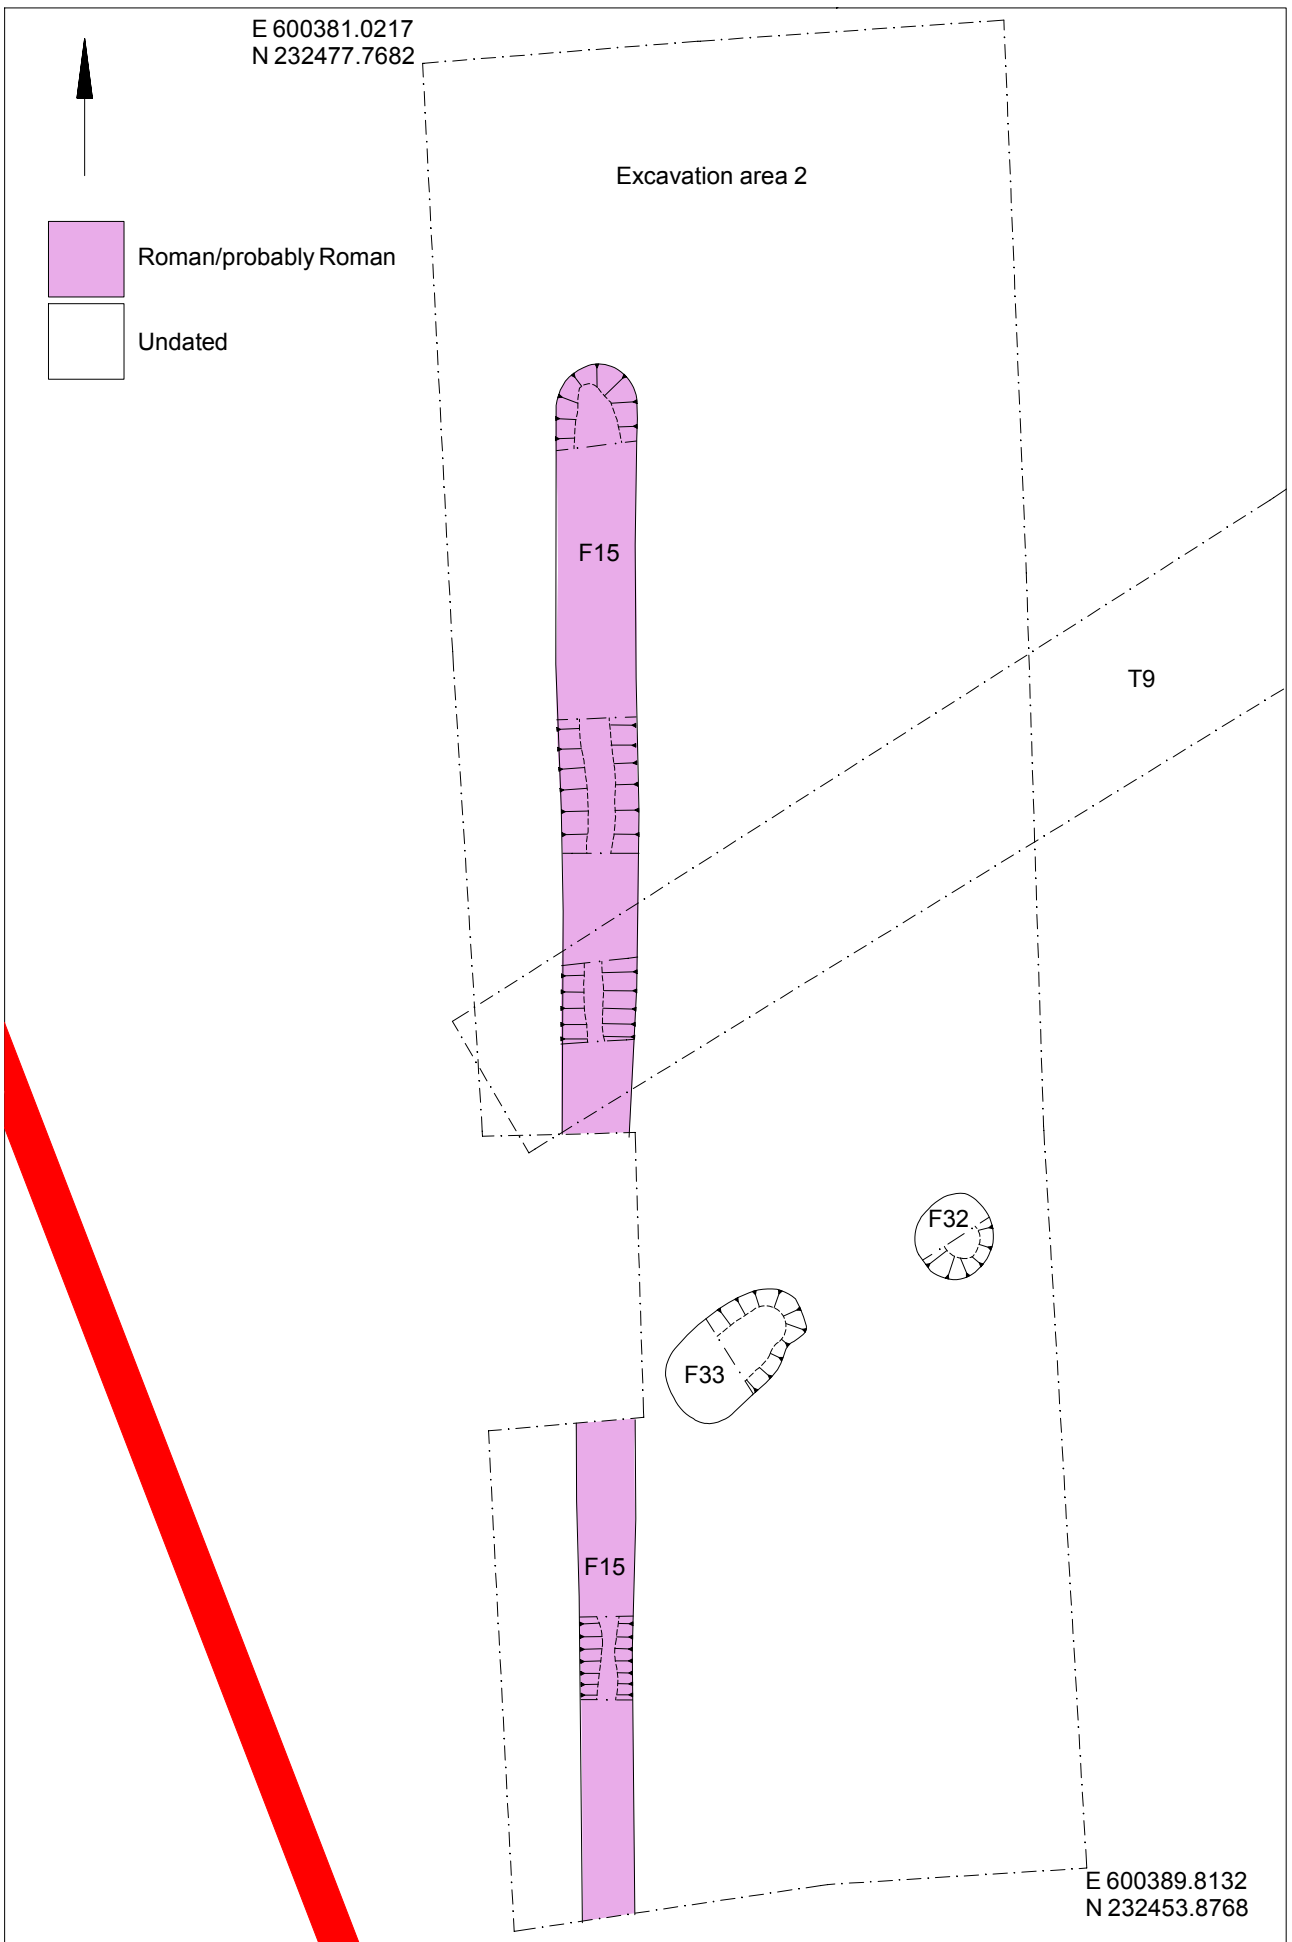 E 600381.0217
N 232477.7682
Excavation area 2
Roman/probably Roman
Undated
F15
T9
F32
F33
F15
E 600389.8132
N 232453.8768